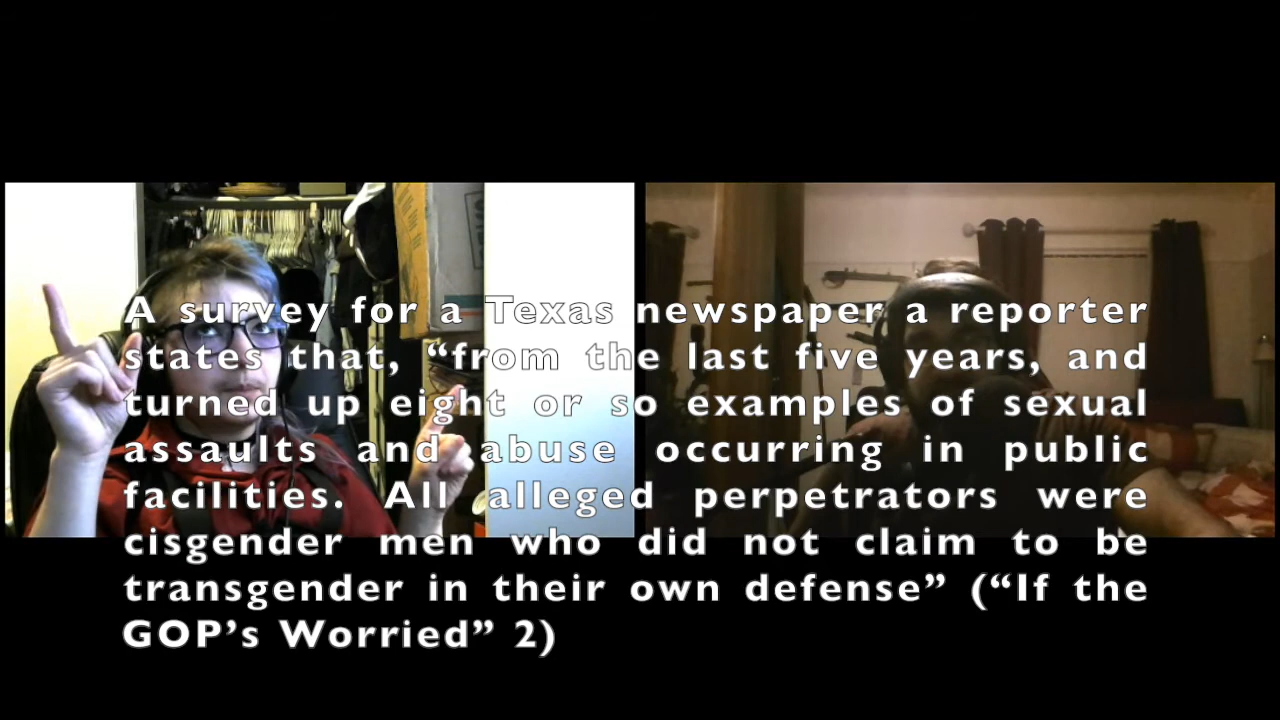 A survey for a Texas newspaper a reporter
states that, “from the last five years, and
turned up eight or so examples of sexual
assaults and abuse occurring in public
facilities. All alleged perpetrators were
cisgender men who did not claim to be
transgender in their own defense” (“If the
GOP’s Worried” 2)